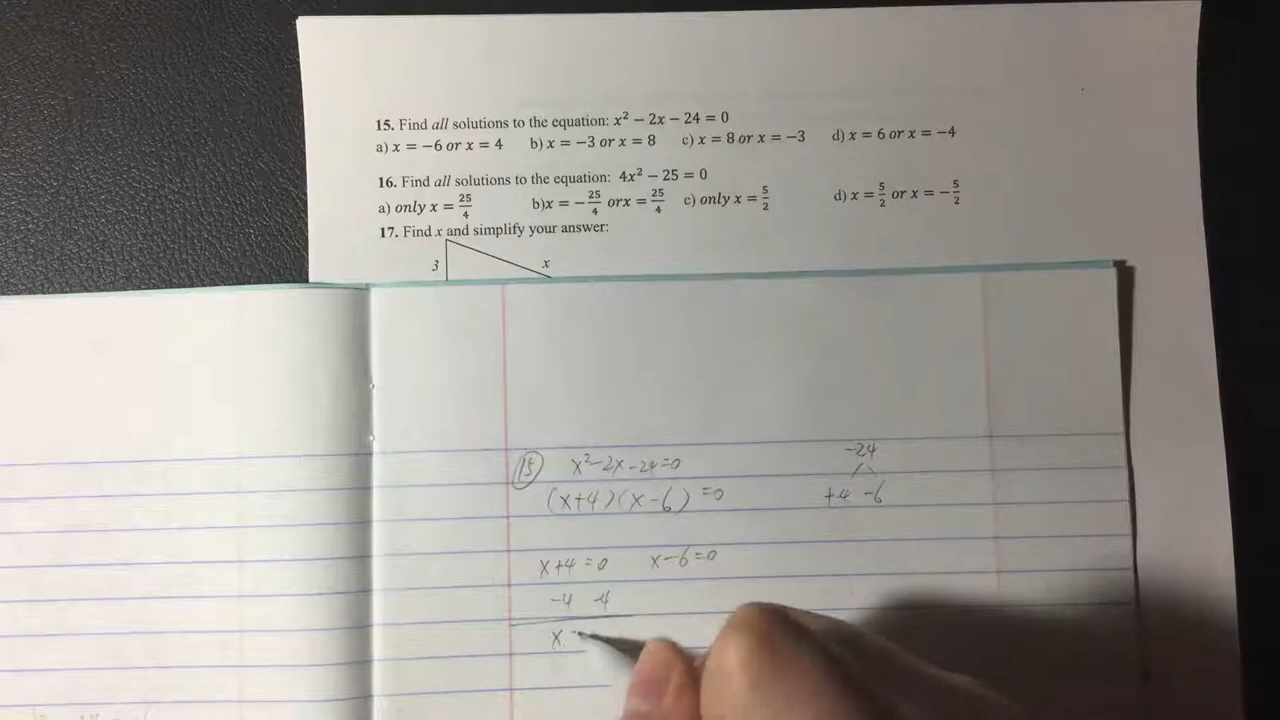 15. Find all solutions to the equation: x² − 2x − 24 = 0
a) x = −6 or x = 4 b) x = −3 or x = 8 c) x = 8 or x = −3 d) x = 6 or x = −4
16. Find all solutions to the equation: 4x² − 25 = 0
a) only x = 25/4 b)x = −25/4 orx = 25/4 c) only x = 5/2 d) x = 5/2 or x = −5/2
17. Find x and simplify your answer:
3 x
15 x²−2x−24=0 −24
(x+4)(x−6) =0 +4 −6
x+4=0 x−6=0
−4 −4
x